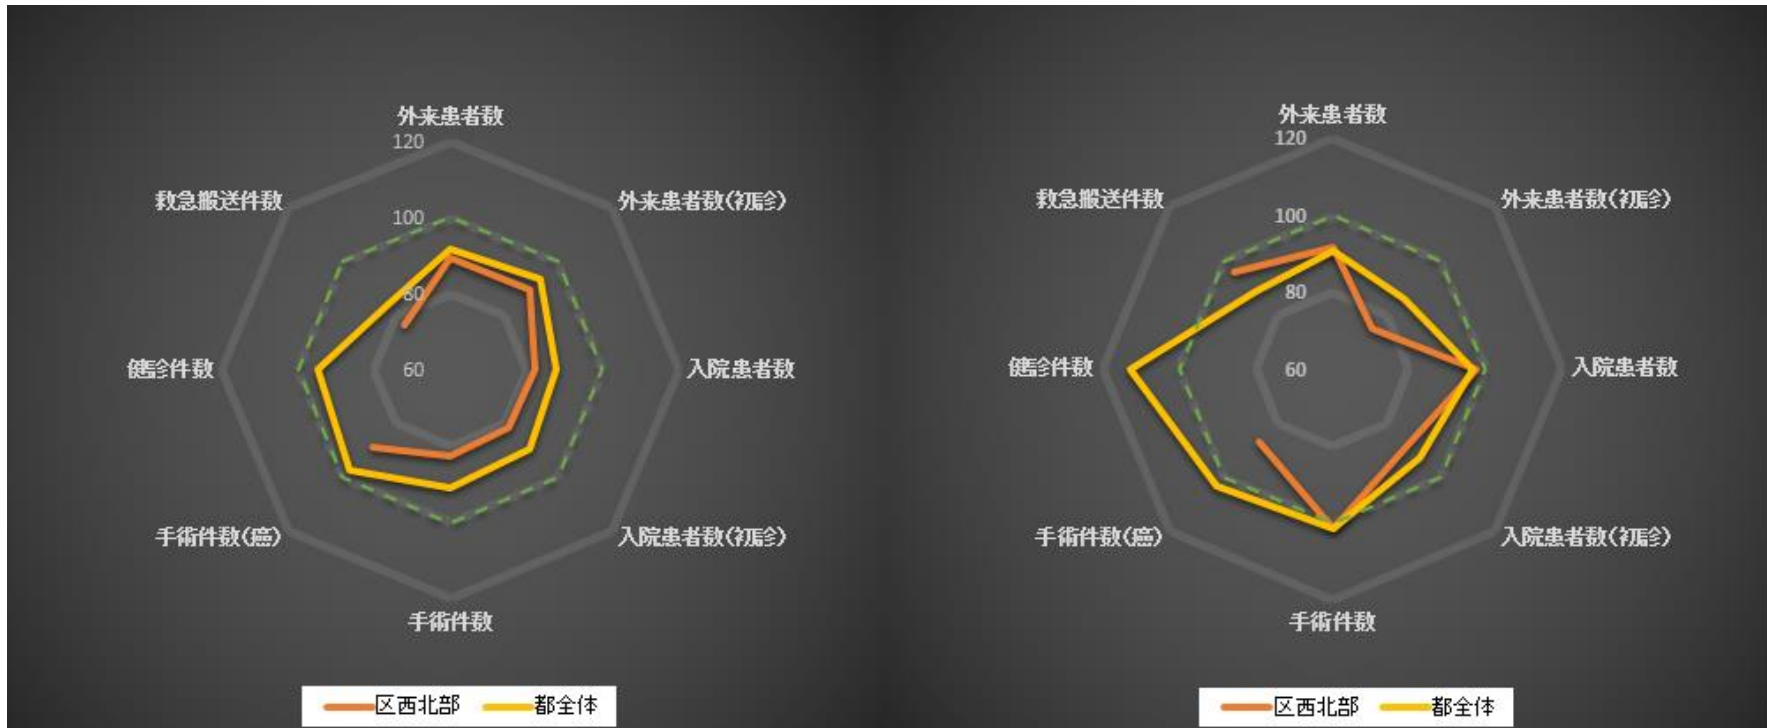 外来患者数
120
救急搬送件数
外来患者数(初診)
100
80
健診件数
60
入院患者数
手術件数(癌)
入院患者数(初診)
手術件数
区西北部 都全体
外来患者数
120
救急搬送件数
外来患者数(初診)
100
80
健診件数
60
入院患者数
手術件数(癌)
入院患者数(初診)
手術件数
区西北部 都全体